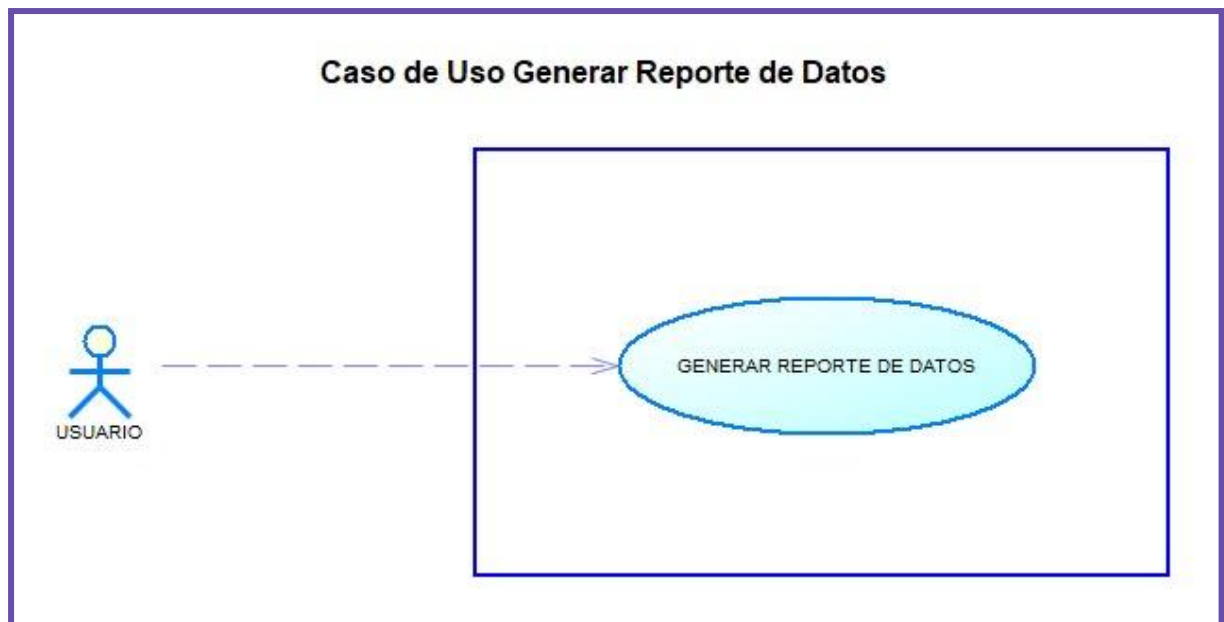 Caso de Uso Generar Reporte de Datos
GENERAR REPORTE DE DATOS
USUARIO